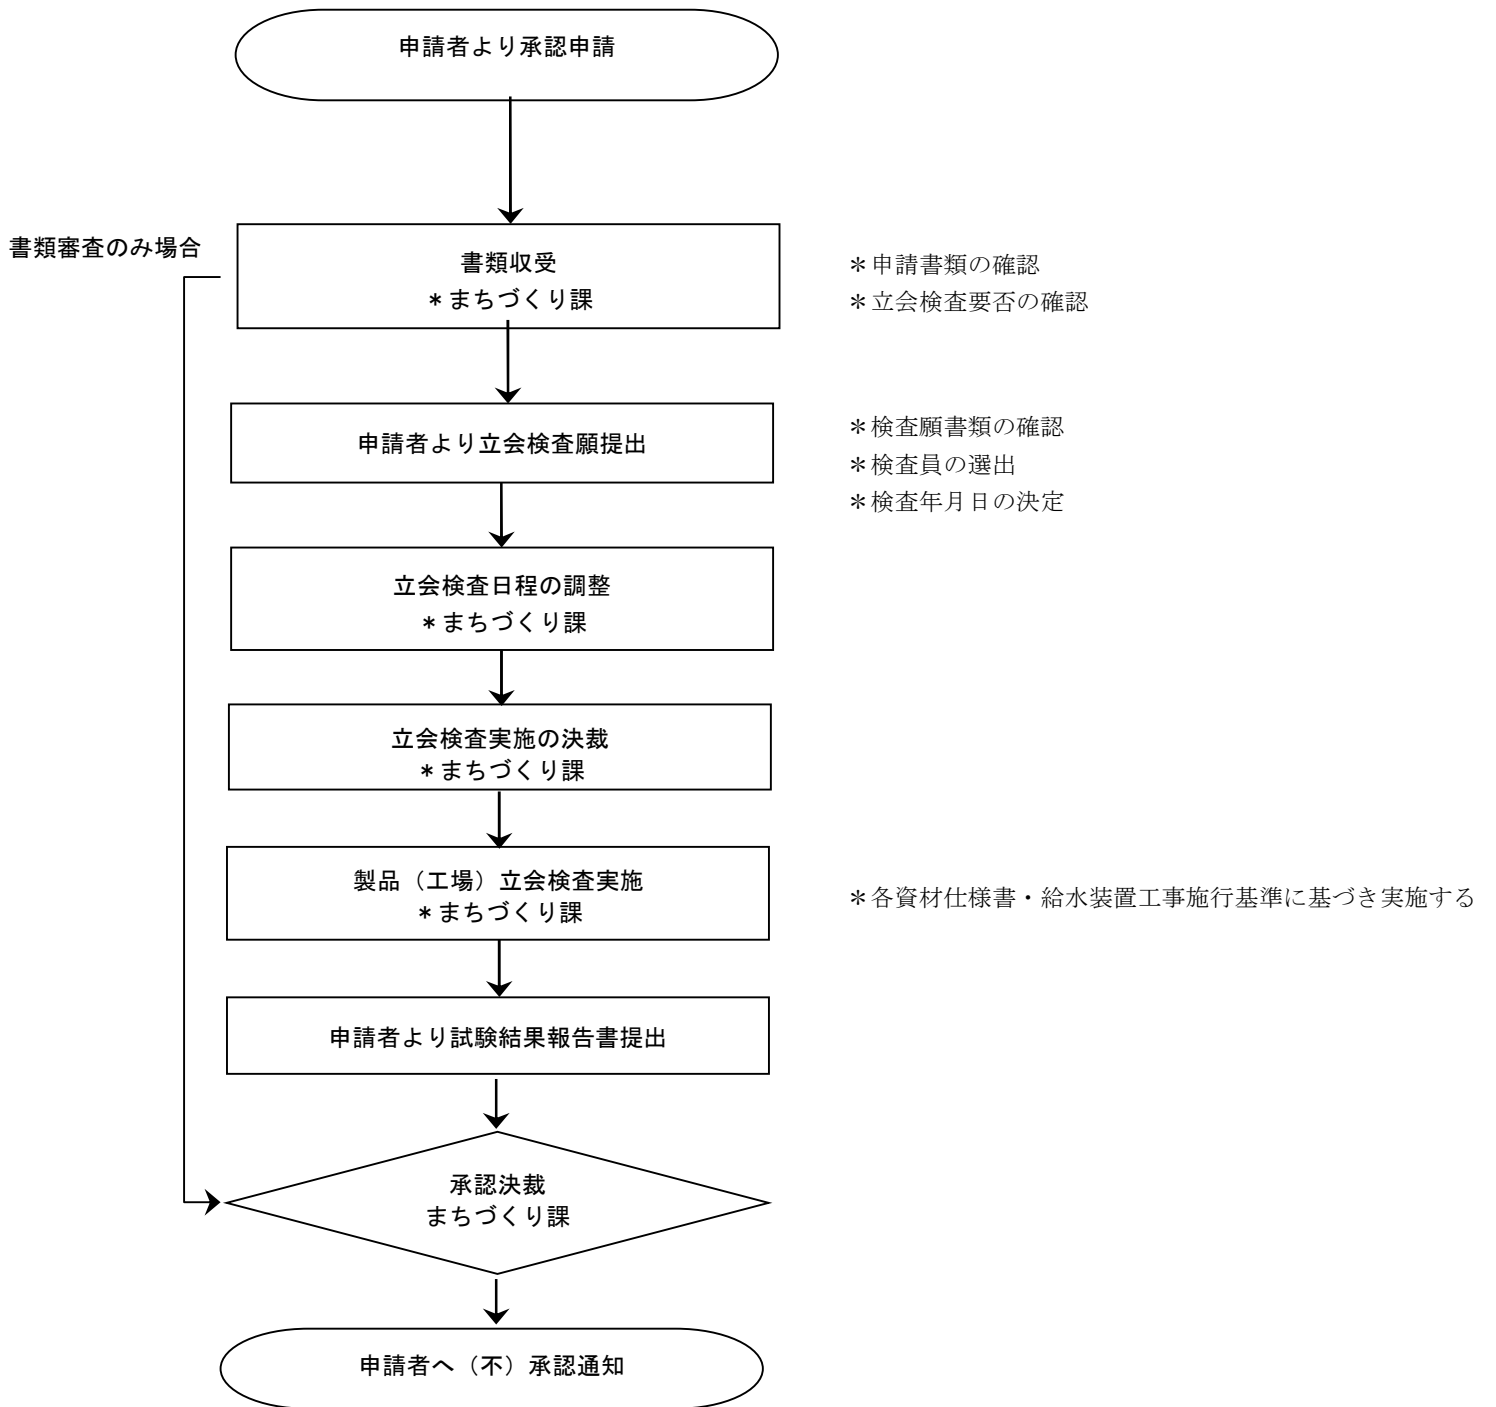 申請者より承認申請
書類審査のみ場合
書類収受
＊まちづくり課
＊申請書類の確認
＊立会検査要否の確認
申請者より立会検査願提出
＊検査願書類の確認
＊検査員の選出
＊検査年月日の決定
立会検査日程の調整
＊まちづくり課
立会検査実施の決裁
＊まちづくり課
製品（工場）立会検査実施
＊まちづくり課
＊各資材仕様書・給水装置工事施行基準に基づき実施する
申請者より試験結果報告書提出
承認決裁
まちづくり課
申請者へ（不）承認通知